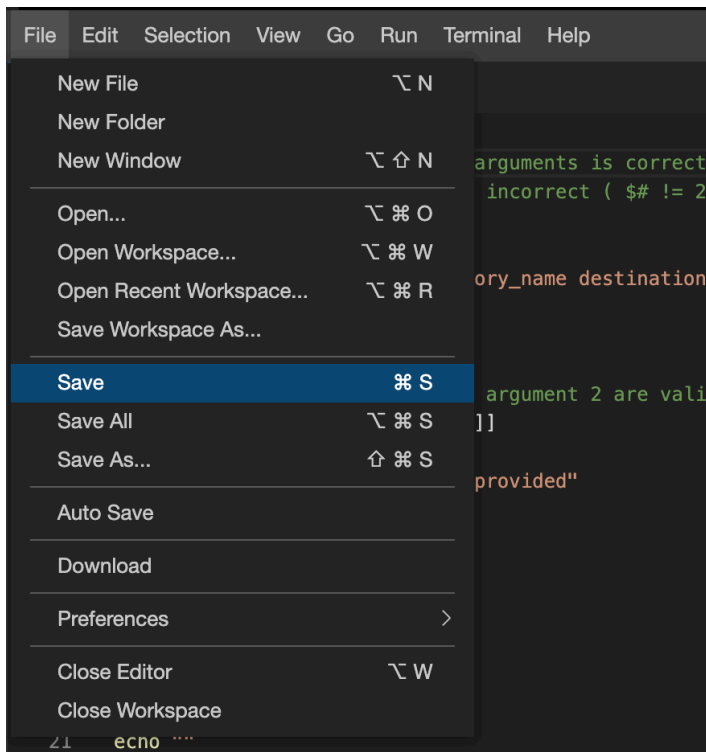 File Edit Selection View Go Run Terminal Help
New File ⌥ N
New Folder
New Window ⌥ ⇧ N
arguments is correct
incorrect ( $# != 2
Open... ⌥ ⌘ O
Open Workspace... ⌥ ⌘ W
ory_name destination
Open Recent Workspace... ⌥ ⌘ R
Save Workspace As...
Save ⌘ S
argument 2 are vali
Save All ⌥ ⌘ S
]]
Save As... ⇧ ⌘ S
provided"
Auto Save
Download
Preferences >
Close Editor ⌥ W
Close Workspace
21 echo ""